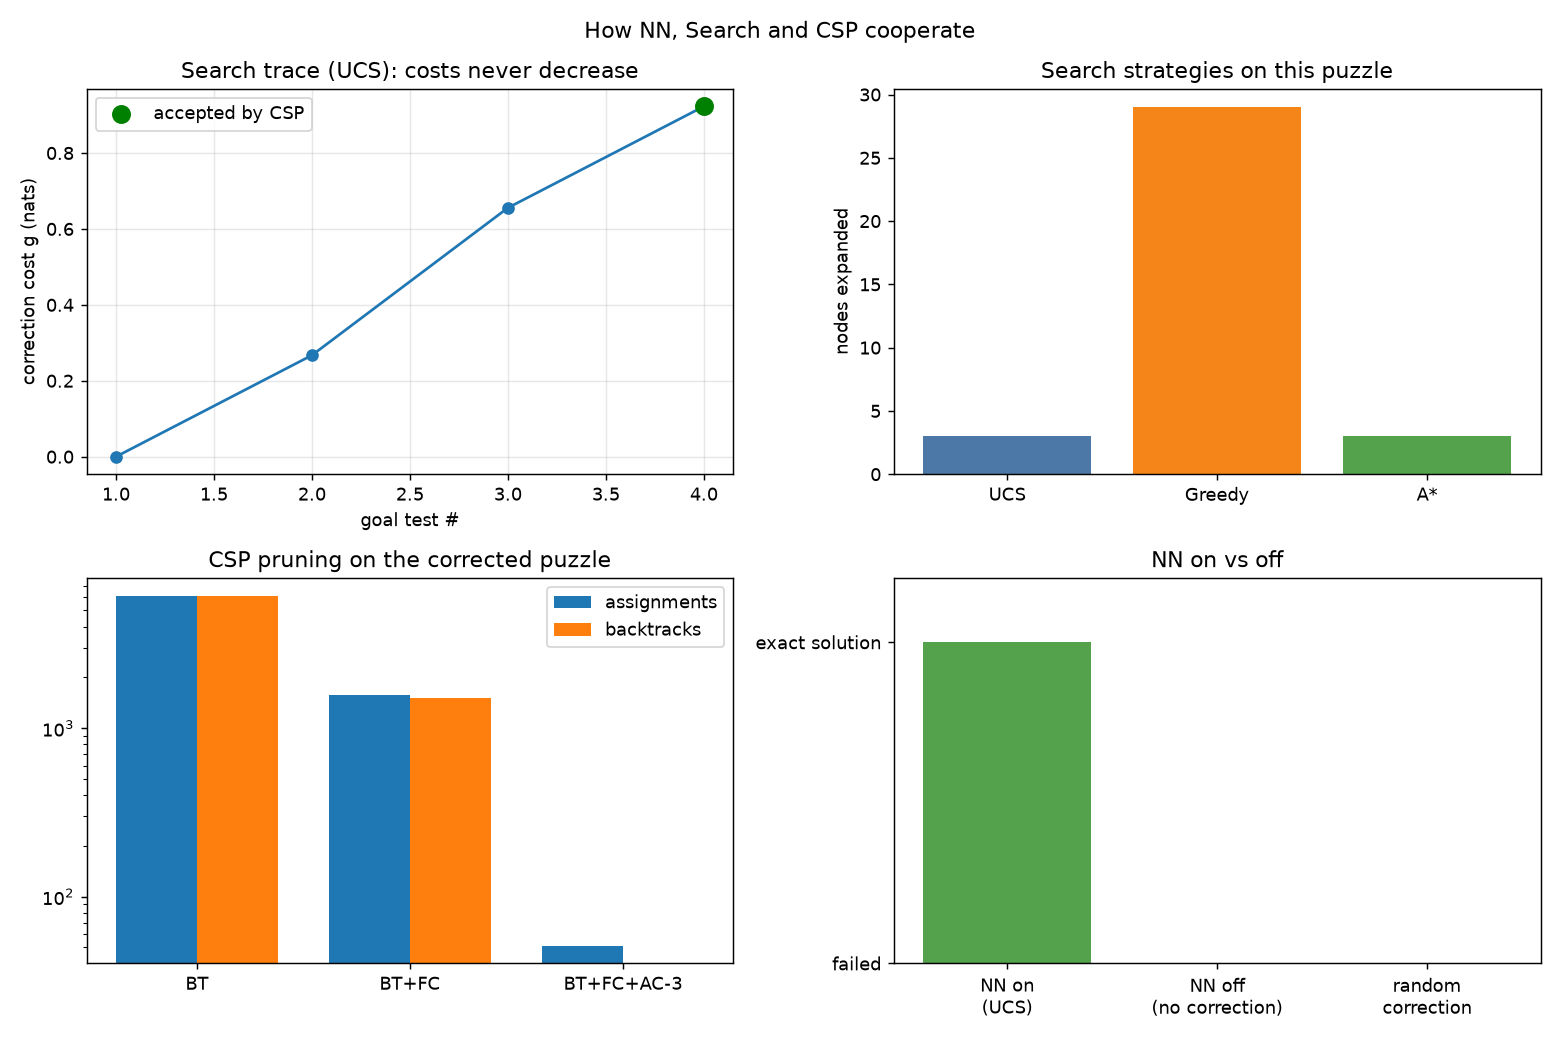 How NN, Search and CSP cooperate
Search trace (UCS): costs never decrease
accepted by CSP
correction cost g (nats)
0.8
0.6
0.4
0.2
0.0
1.0 1.5 2.0 2.5 3.0 3.5 4.0
goal test #
Search strategies on this puzzle
nodes expanded
30
25
20
15
10
5
0
UCS Greedy A*
CSP pruning on the corrected puzzle
assignments
backtracks
10³
10²
BT BT+FC BT+FC+AC-3
NN on vs off
exact solution
failed
NN on
(UCS)
NN off
(no correction)
random
correction